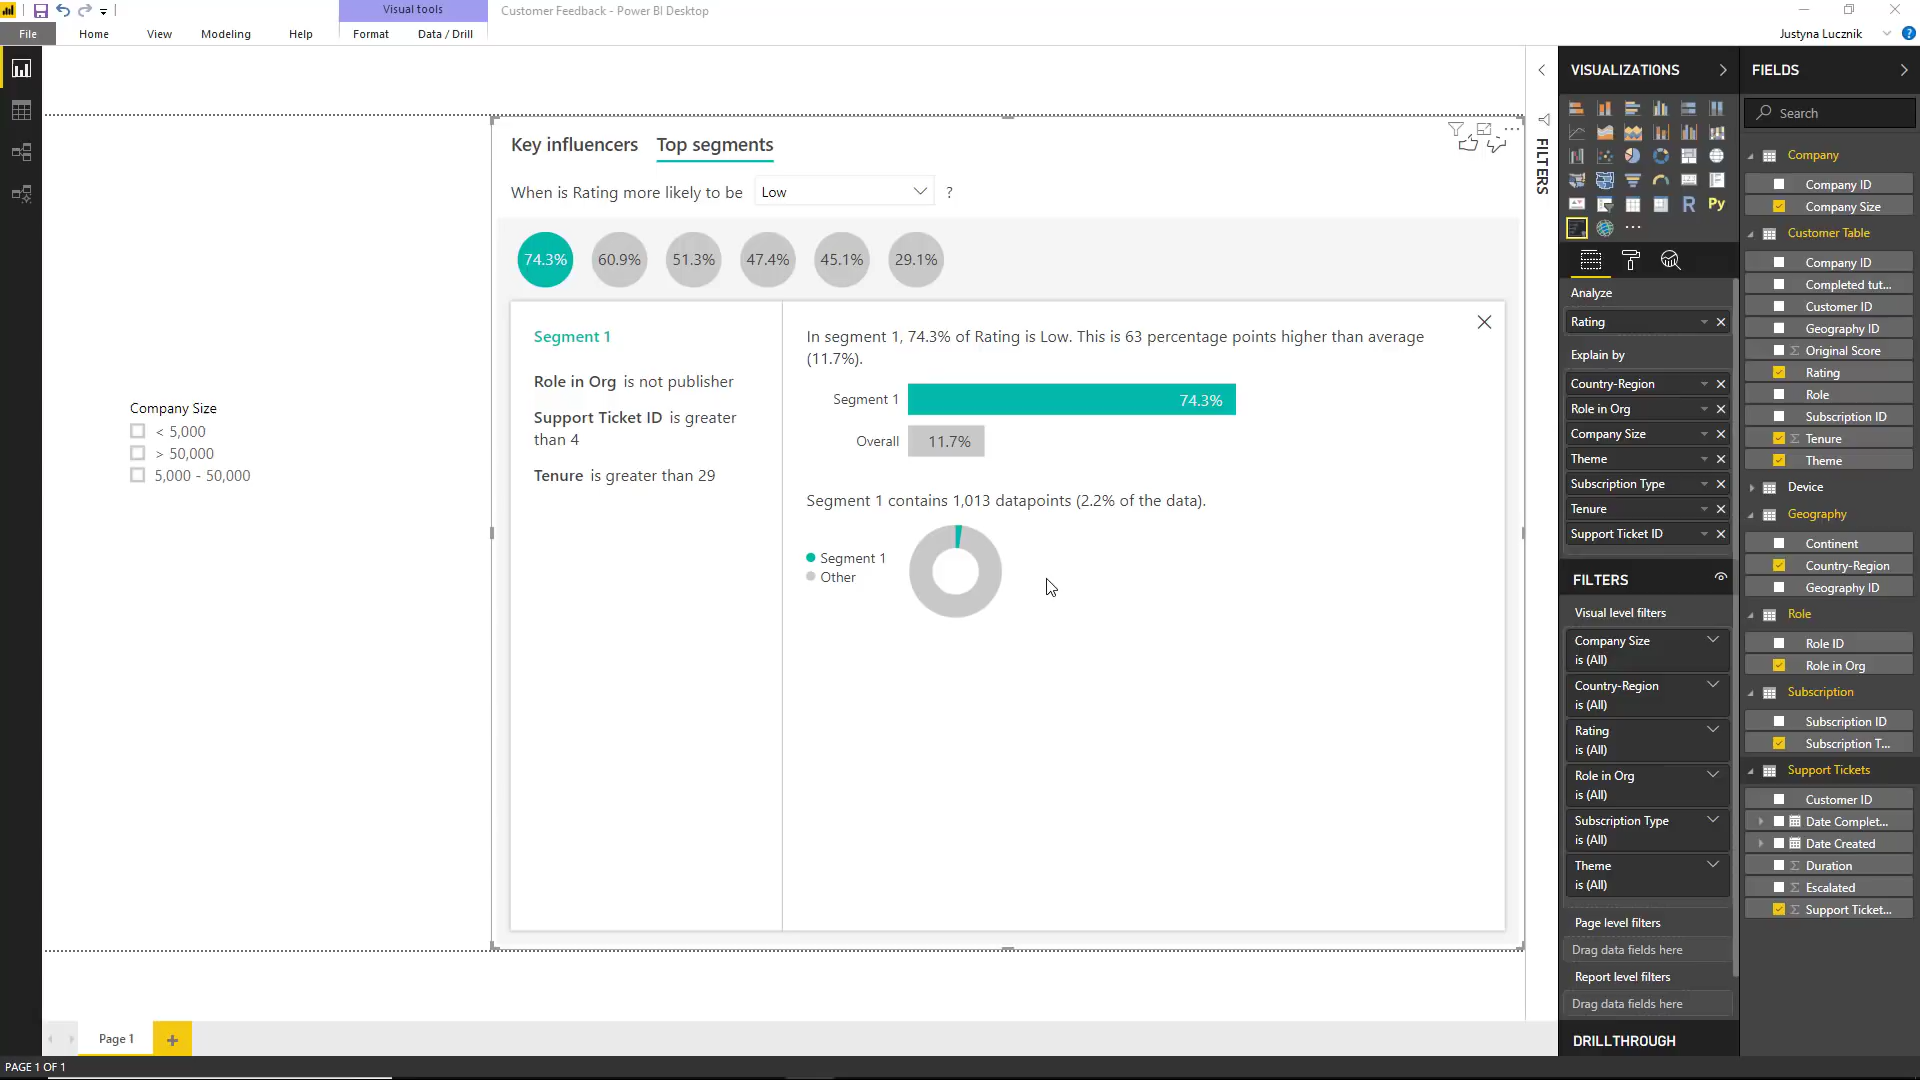 Visual tools
Customer Feedback - Power BI Desktop
File
Home
View
Modeling
Help
Format
Data / Drill
Justyna Lucznik
?
Company Size
< 5,000
> 50,000
5,000 - 50,000
Key influencers
Top segments
When is Rating more likely to be
Low
?
74.3%
60.9%
51.3%
47.4%
45.1%
29.1%
Segment 1
Role in Org is not publisher
Support Ticket ID is greater
than 4
Tenure is greater than 29
In segment 1, 74.3% of Rating is Low. This is 63 percentage points higher than average
(11.7%).
Segment 1
74.3%
Overall
11.7%
Segment 1 contains 1,013 datapoints (2.2% of the data).
Segment 1
Other
FILTERS
VISUALIZATIONS
R
Py
Analyze
Rating
Explain by
Country-Region
Role in Org
Company Size
Theme
Subscription Type
Tenure
Support Ticket ID
FILTERS
Visual level filters
Company Size
is (All)
Country-Region
is (All)
Rating
is (All)
Role in Org
is (All)
Subscription Type
is (All)
Theme
is (All)
Page level filters
Drag data fields here
Report level filters
Drag data fields here
DRILLTHROUGH
FIELDS
Search
Company
Company ID
Company Size
Customer Table
Company ID
Completed tut...
Customer ID
Geography ID
Σ Original Score
Rating
Role
Subscription ID
Σ Tenure
Theme
Device
Geography
Continent
Country-Region
Geography ID
Role
Role ID
Role in Org
Subscription
Subscription ID
Subscription T...
Support Tickets
Customer ID
Date Complet...
Date Created
Σ Duration
Σ Escalated
Σ Support Ticket...
Page 1
+
PAGE 1 OF 1